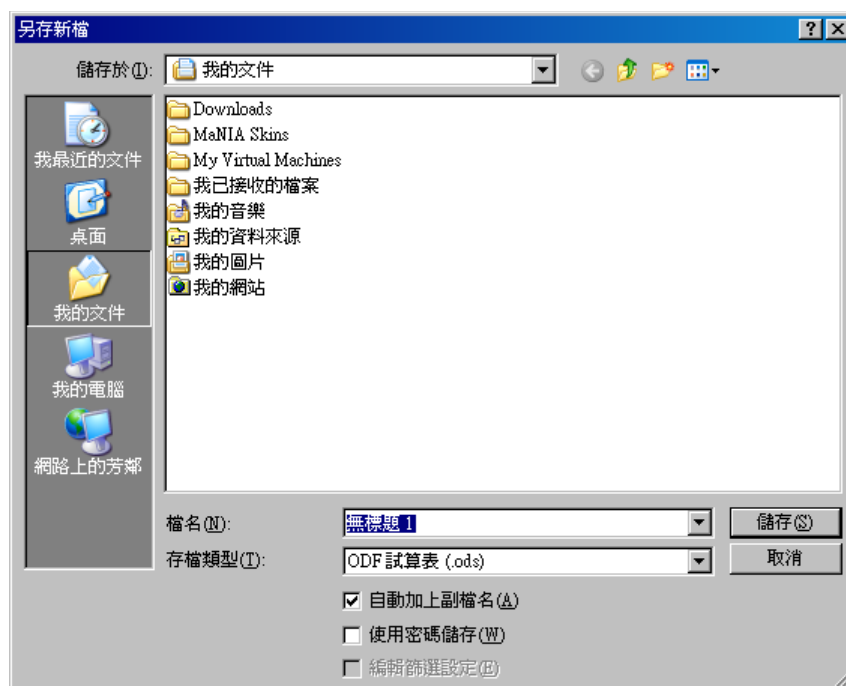 另存新檔
儲存於(I): 我的文件
我最近的文件
桌面
我的文件
我的電腦
網路上的芳鄰
Downloads
MaNIA Skins
My Virtual Machines
我已接收的檔案
我的音樂
我的資料來源
我的圖片
我的網站
檔名(N): 無標題 1 儲存(S)
存檔類型(T): ODF 試算表 (.ods) 取消
自動加上副檔名(A)
使用密碼儲存(W)
編輯篩選設定(E)